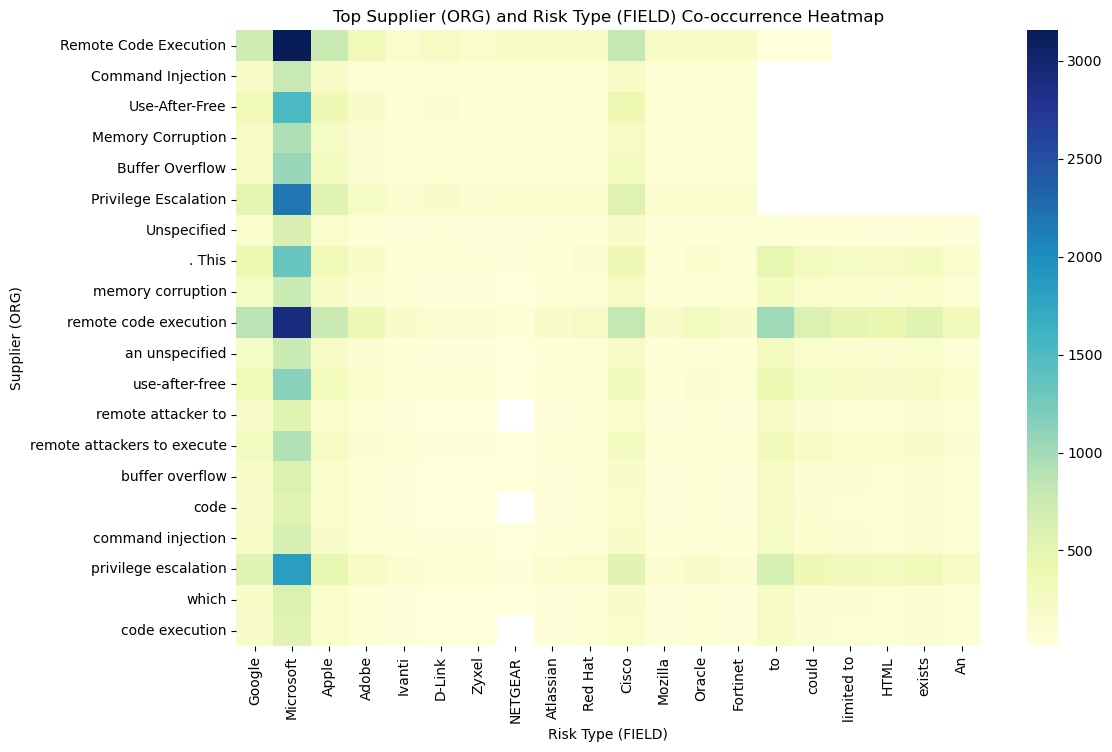 Top Supplier (ORG) and Risk Type (FIELD) Co-occurrence Heatmap
Supplier (ORG)
Remote Code Execution
Command Injection
Use-After-Free
Memory Corruption
Buffer Overflow
Privilege Escalation
Unspecified
. This
memory corruption
remote code execution
an unspecified
use-after-free
remote attacker to
remote attackers to execute
buffer overflow
code
command injection
privilege escalation
which
code execution
Google
Microsoft
Apple
Adobe
Ivanti
D-Link
Zyxel
NETGEAR
Atlassian
Red Hat
Cisco
Mozilla
Oracle
Fortinet
to
could
limited to
HTML
exists
An
Risk Type (FIELD)
3000
2500
2000
1500
1000
500